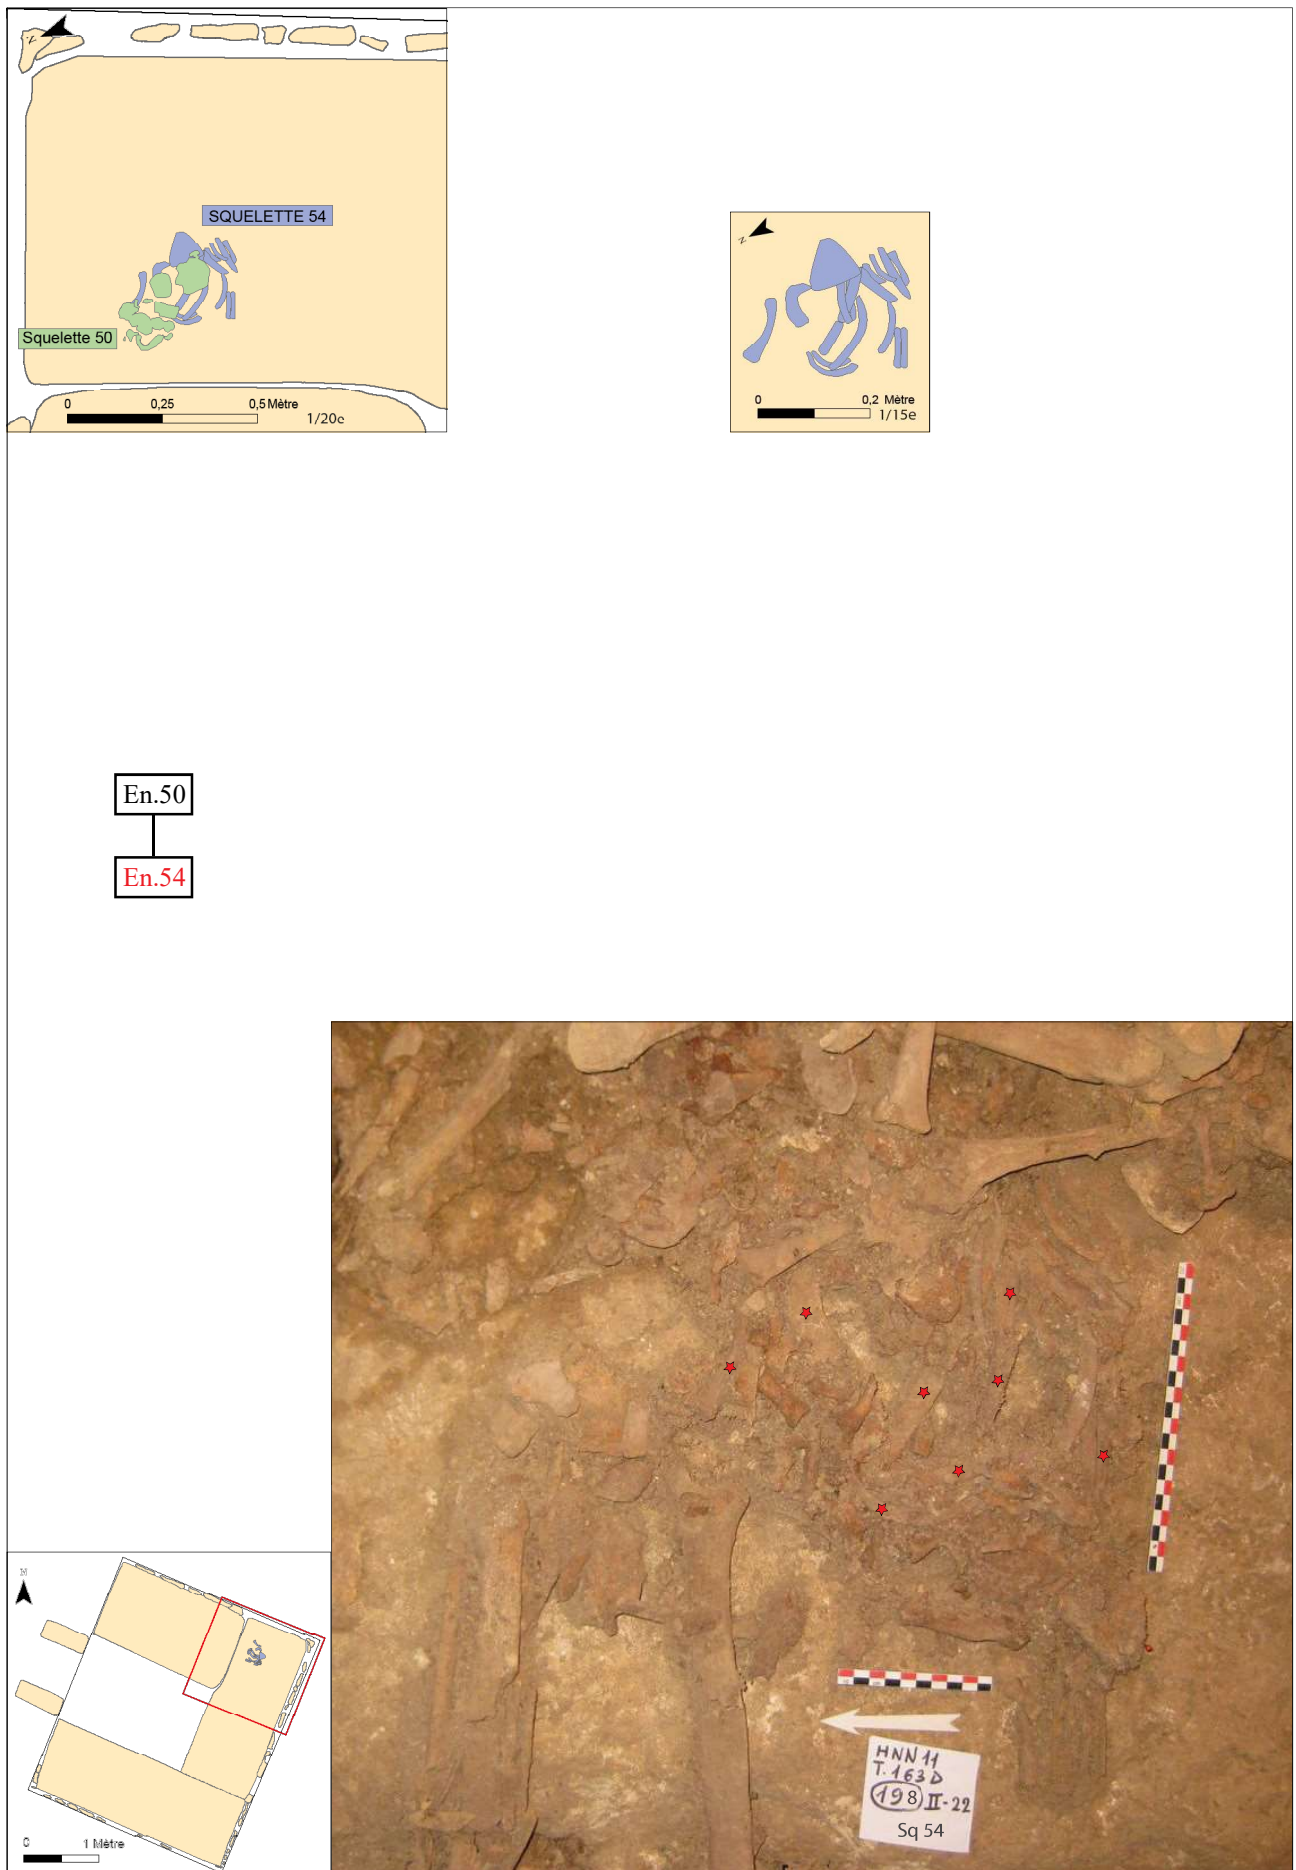 N
SQUELETTE 54
Squelette 50
0 0,25 0,5 Mètre
1/20e
N
0 0,2 Mètre
1/15e
En.50
En.54
N
0 1 Mètre
HNN 11
T.163D
198 II-22
Sq 54